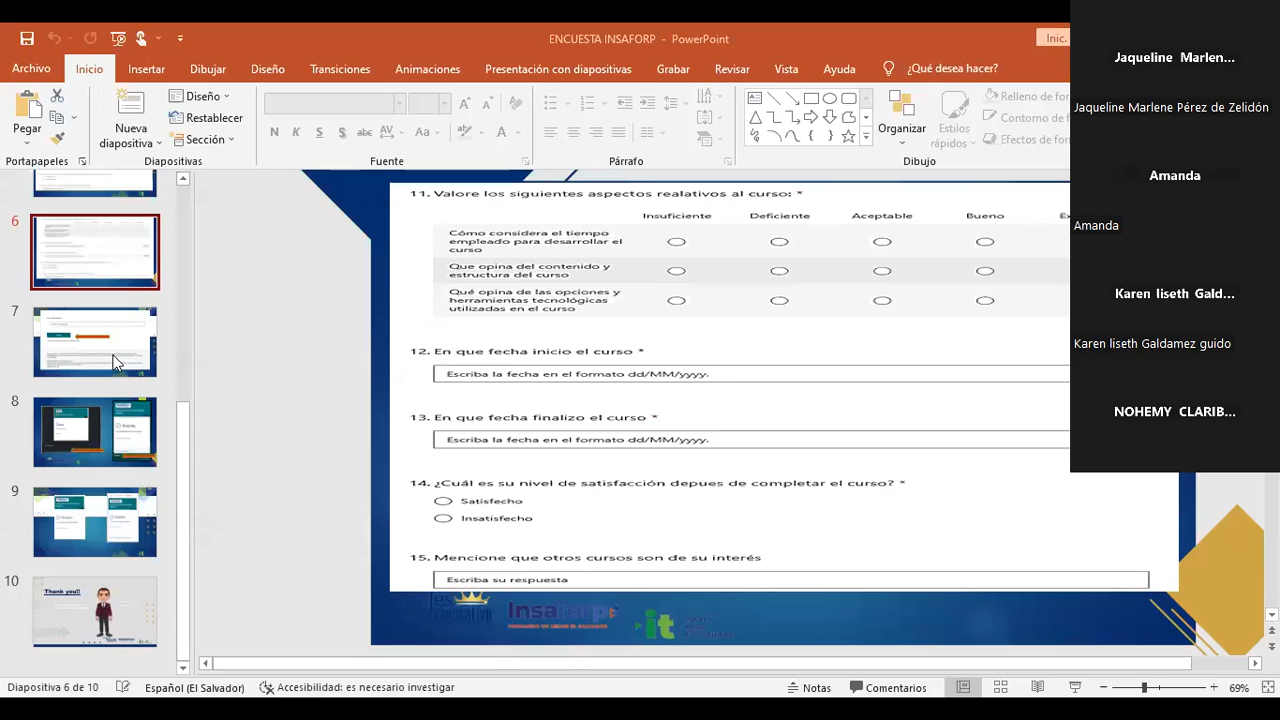 ENCUESTA INSAFORP - PowerPoint
Inic.
Archivo Inicio Insertar Dibujar Diseño Transiciones Animaciones Presentación con diapositivas Grabar Revisar Vista Ayuda ¿Qué desea hacer?
Pegar
Portapapeles
Nueva
diapositiva
Diseño
Restablecer
Sección
Diapositivas
N K S S abc AV Aa A
Fuente
Párrafo
Organizar
Estilos
rápidos
Relleno de for
Contorno de
Efectos de for
Dibujo
6
7
8
9
10
Thank you!!
11. Valore los siguientes aspectos realativos al curso: *
Insuficiente Deficiente Aceptable Bueno
Cómo considera el tiempo
empleado para desarrollar el
curso
Que opina del contenido y
estructura del curso
Qué opina de las opciones y
herramientas tecnológicas
utilizadas en el curso
12. En que fecha inicio el curso *
Escriba la fecha en el formato dd/MM/yyyy.
13. En que fecha finalizo el curso *
Escriba la fecha en el formato dd/MM/yyyy.
14. ¿Cuál es su nivel de satisfacción depues de completar el curso? *
Satisfecho
Insatisfecho
15. Mencione que otros cursos son de su interés
Escriba su respuesta
Insaforp
it
Jaqueline Marlen...
Jaqueline Marlene Pérez de Zelidón
Amanda
Amanda
Karen liseth Gald...
Karen liseth Galdamez guido
NOHEMY CLARIB...
Diapositiva 6 de 10 Español (El Salvador) Accesibilidad: es necesario investigar Notas Comentarios 69%